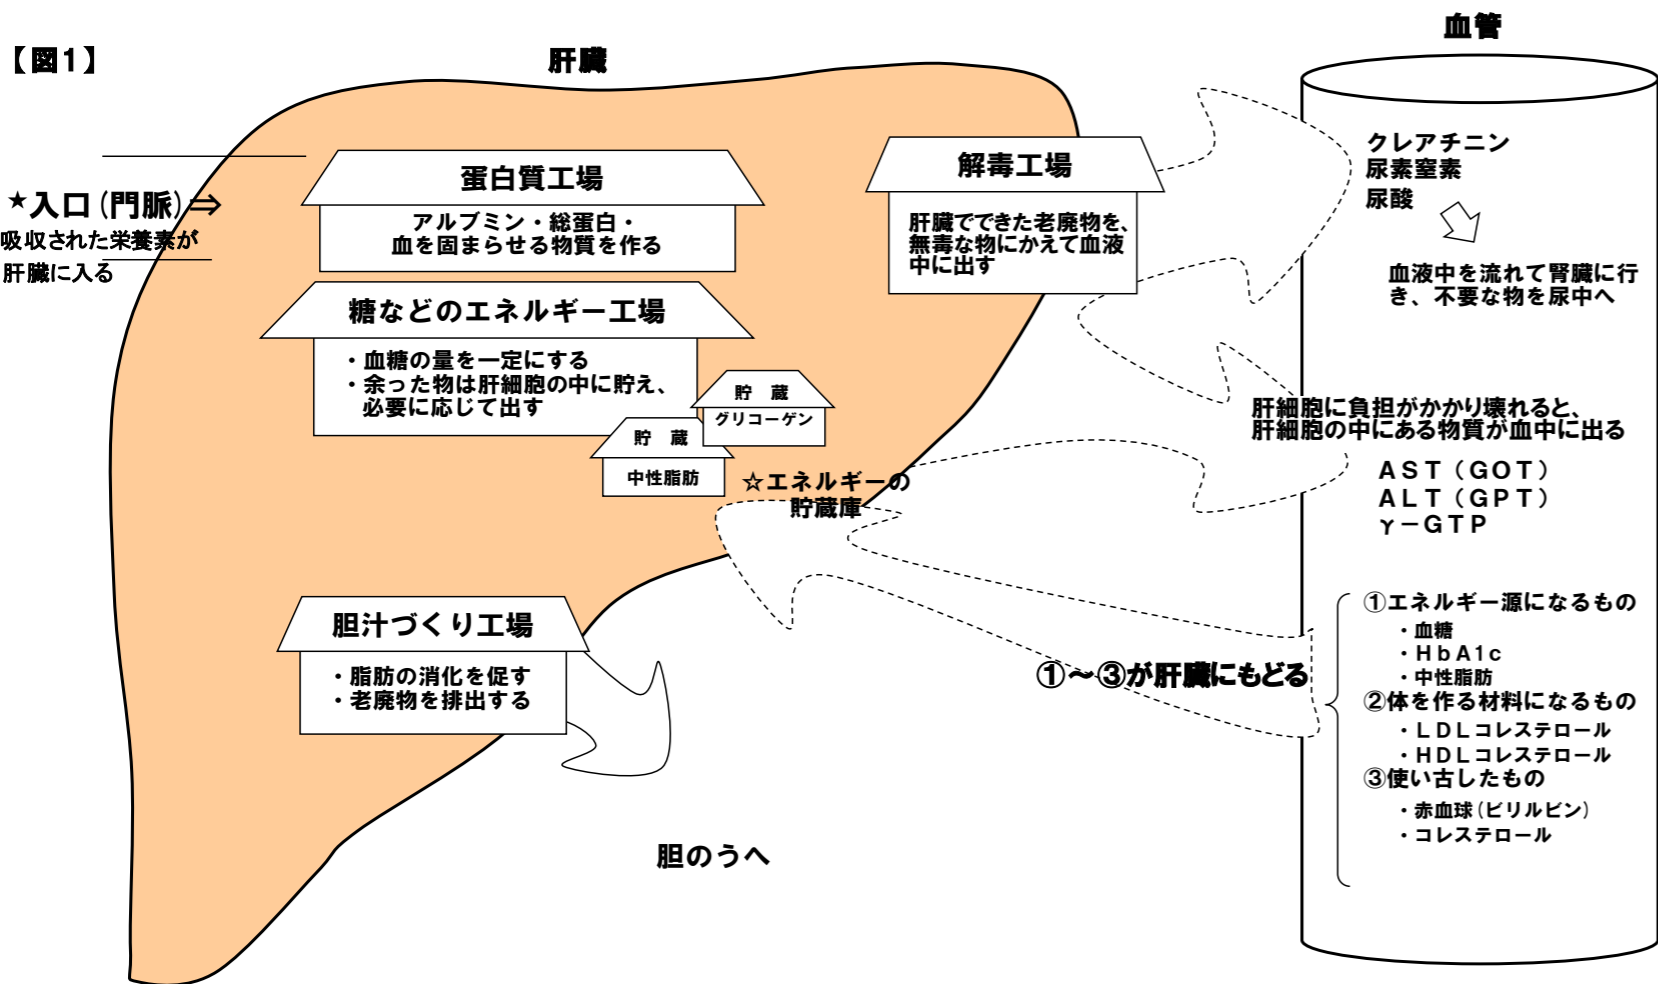 【図1】
肝臓
血管
★入口(門脈)⇒
吸収された栄養素が
肝臓に入る
蛋白質工場
アルブミン・総蛋白・
血を固まらせる物質を作る
糖などのエネルギー工場
・血糖の量を一定にする
・余った物は肝細胞の中に貯え、
必要に応じて出す
貯 蔵
グリコーゲン
貯 蔵
中性脂肪
☆エネルギーの
貯蔵庫
解毒工場
肝臓でできた老廃物を、
無毒な物にかえて血液
中に出す
胆汁づくり工場
・脂肪の消化を促す
・老廃物を排出する
胆のうへ
クレアチニン
尿素窒素
尿酸
血液中を流れて腎臓に行
き、不要な物を尿中へ
肝細胞に負担がかかり壊れると、
肝細胞の中にある物質が血中に出る
AST(GOT)
ALT(GPT)
γ-GTP
①~③が肝臓にもどる
①エネルギー源になるもの
・血糖
・HbA1c
・中性脂肪
②体を作る材料になるもの
・LDLコレステロール
・HDLコレステロール
③使い古したもの
・赤血球(ビリルビン)
・コレステロール